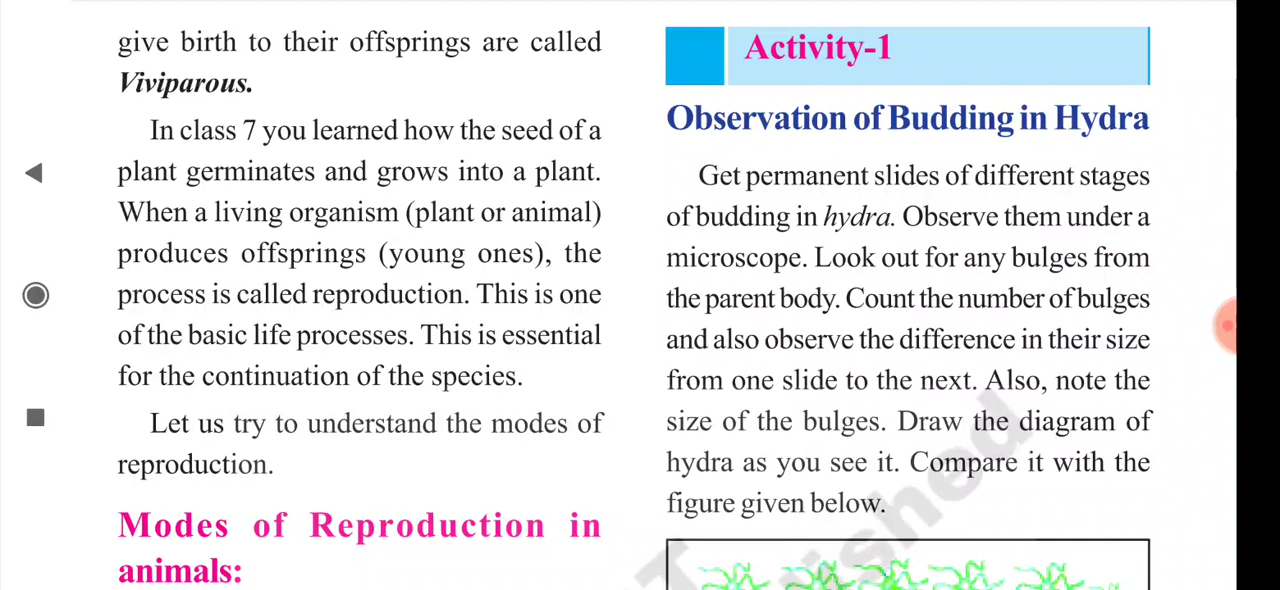 give birth to their offsprings are called
Viviparous.
In class 7 you learned how the seed of a
plant germinates and grows into a plant.
When a living organism (plant or animal)
produces offsprings (young ones), the
process is called reproduction. This is one
of the basic life processes. This is essential
for the continuation of the species.
Let us try to understand the modes of
reproduction.
Modes of Reproduction in
animals:
Activity-1
Observation of Budding in Hydra
Get permanent slides of different stages
of budding in hydra. Observe them under a
microscope. Look out for any bulges from
the parent body. Count the number of bulges
and also observe the difference in their size
from one slide to the next. Also, note the
size of the bulges. Draw the diagram of
hydra as you see it. Compare it with the
figure given below.